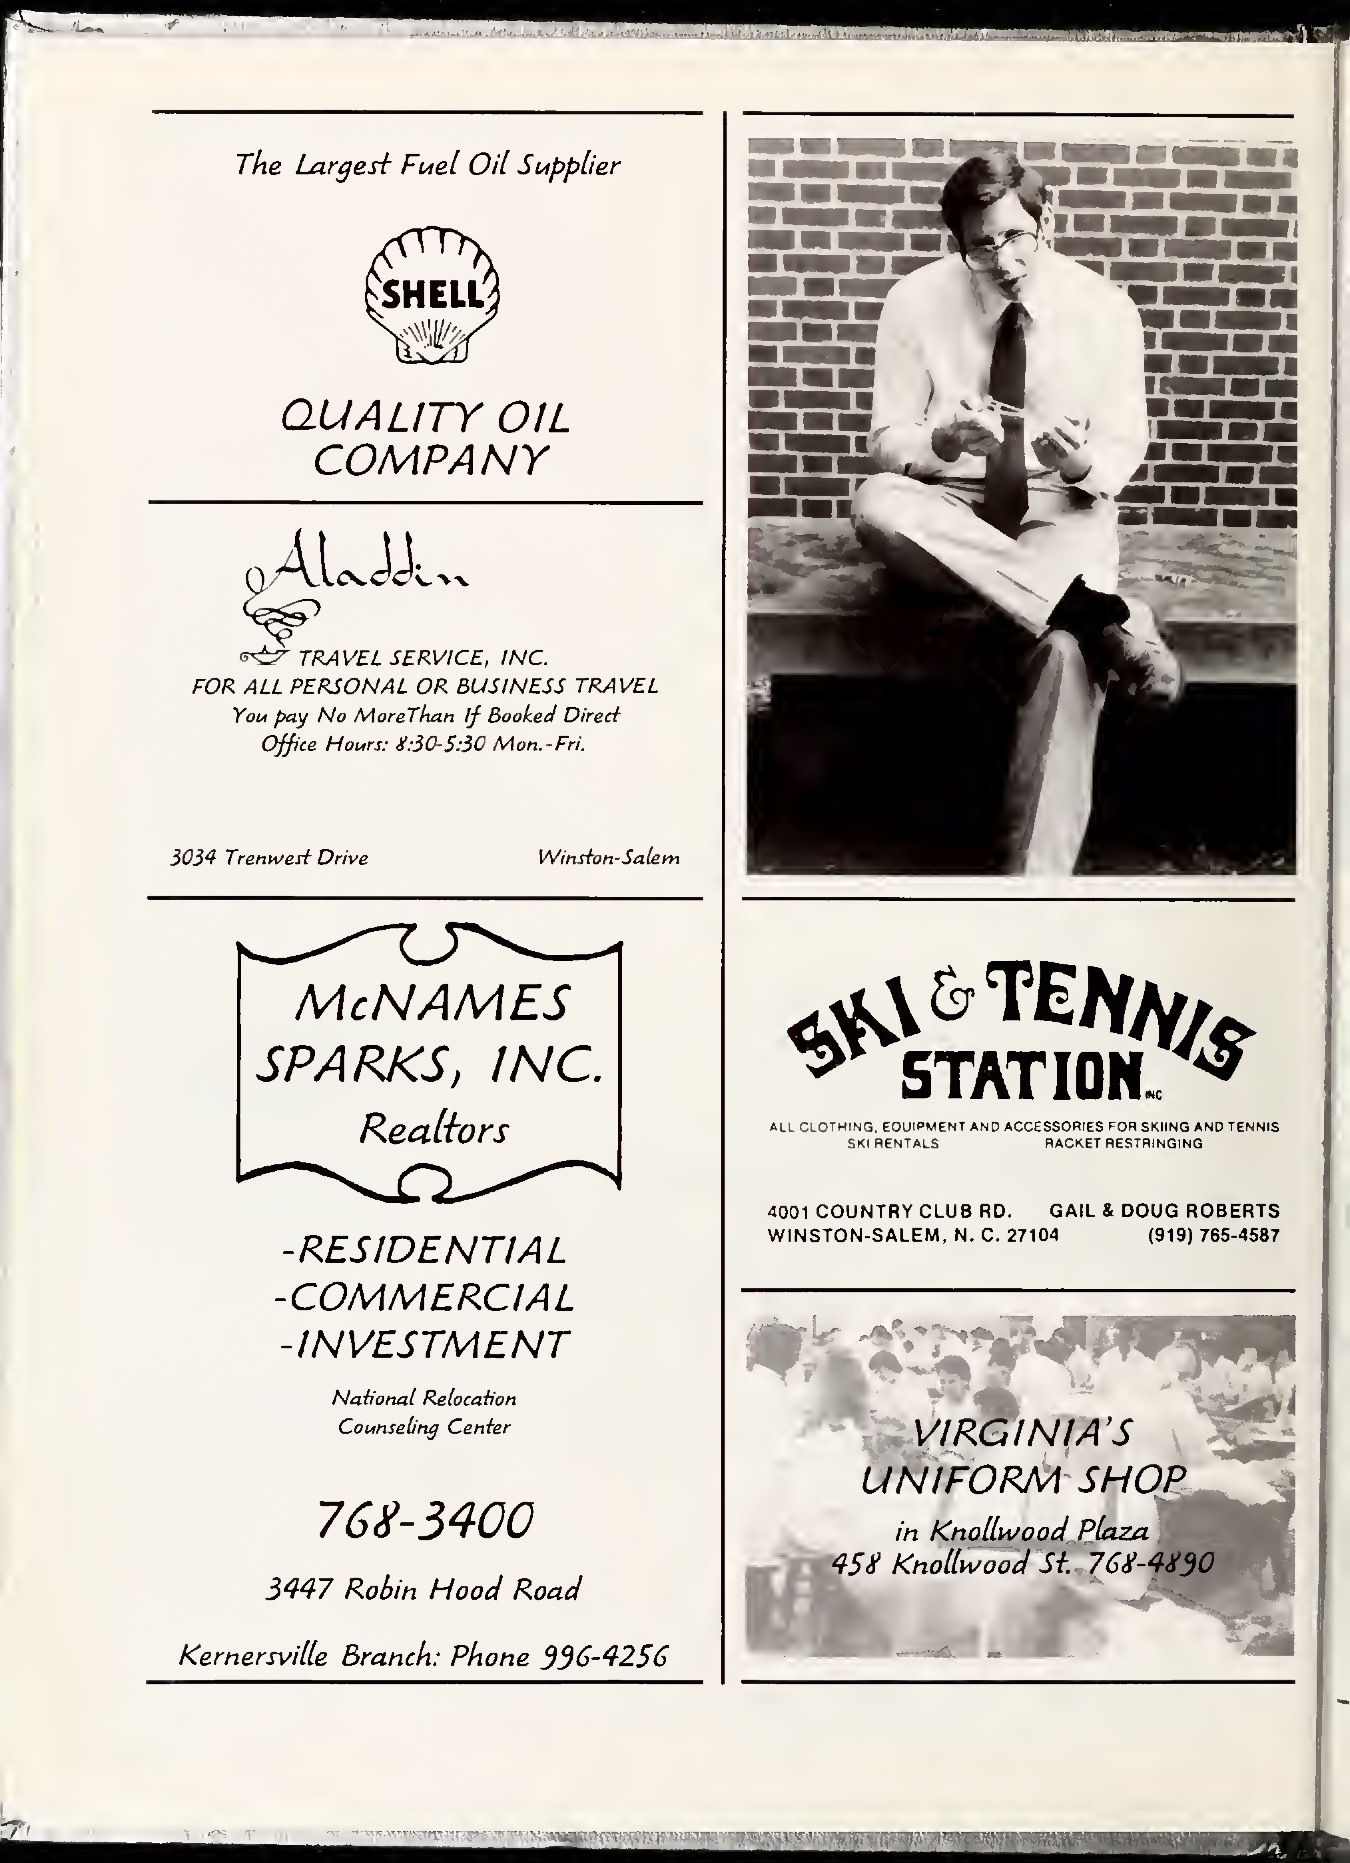 The Largest Fuel Oil Supplier
SHELL
QUALITY OIL
COMPANY
Aladdin
TRAVEL SERVICE, INC.
FOR ALL PERSONAL OR BUSINESS TRAVEL
You pay No MoreThan If Booked Direct
Office Hours: 8:30-5:30 Mon.-Fri.
3034 Trenwest Drive Winston-Salem
McNAMES
SPARKS, INC.
Realtors
-RESIDENTIAL
-COMMERCIAL
-INVESTMENT
National Relocation
Counseling Center
768-3400
3447 Robin Hood Road
Kernersville Branch: Phone 996-4256
SKI & TENNIS
STATION INC
ALL CLOTHING, EQUIPMENT AND ACCESSORIES FOR SKIING AND TENNIS
SKI RENTALS RACKET RESTRINGING
4001 COUNTRY CLUB RD. GAIL & DOUG ROBERTS
WINSTON-SALEM, N. C. 27104 (919) 765-4587
VIRGINIA'S
UNIFORM SHOP
in Knollwood Plaza
458 Knollwood St. 768-4890